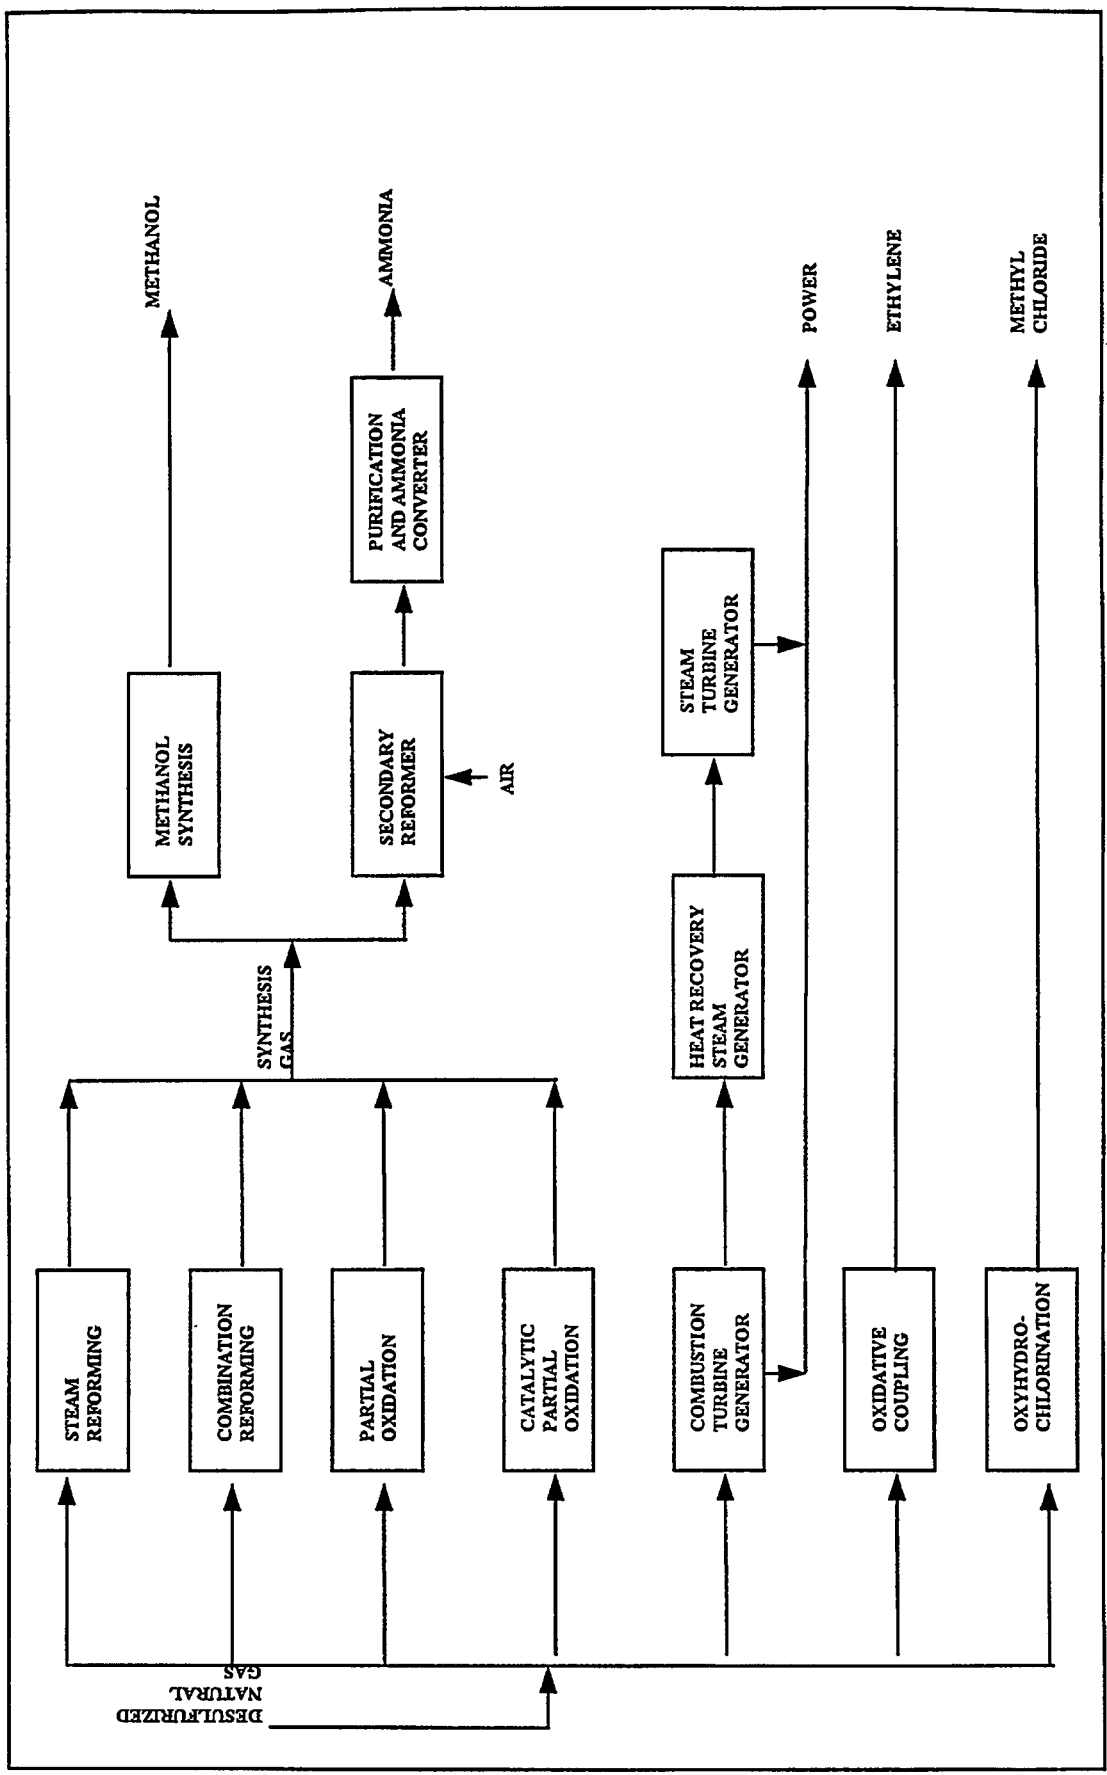 DESULFURIZED
NATURAL
GAS
STEAM
REFORMING
COMBINATION
REFORMING
PARTIAL
OXIDATION
CATALYTIC
PARTIAL
OXIDATION
COMBUSTION
TURBINE
GENERATOR
OXIDATIVE
COUPLING
OXYHYDRO-
CHLORINATION
SYNTHESIS
GAS
METHANOL
SYNTHESIS
SECONDARY
REFORMER
AIR
HEAT RECOVERY
STEAM
GENERATOR
PURIFICATION
AND AMMONIA
CONVERTER
STEAM
TURBINE
GENERATOR
METHANOL
AMMONIA
POWER
ETHYLENE
METHYL
CHLORIDE